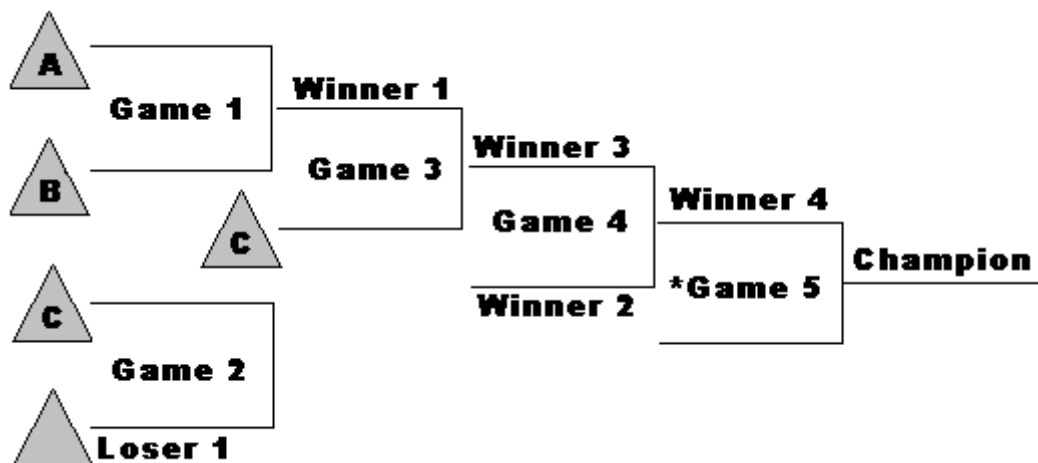 A
Game 1
Winner 1
B
Game 3
Winner 3
C
Game 4
Winner 4
Winner 2
*Game 5
Champion
C
Game 2
Loser 1